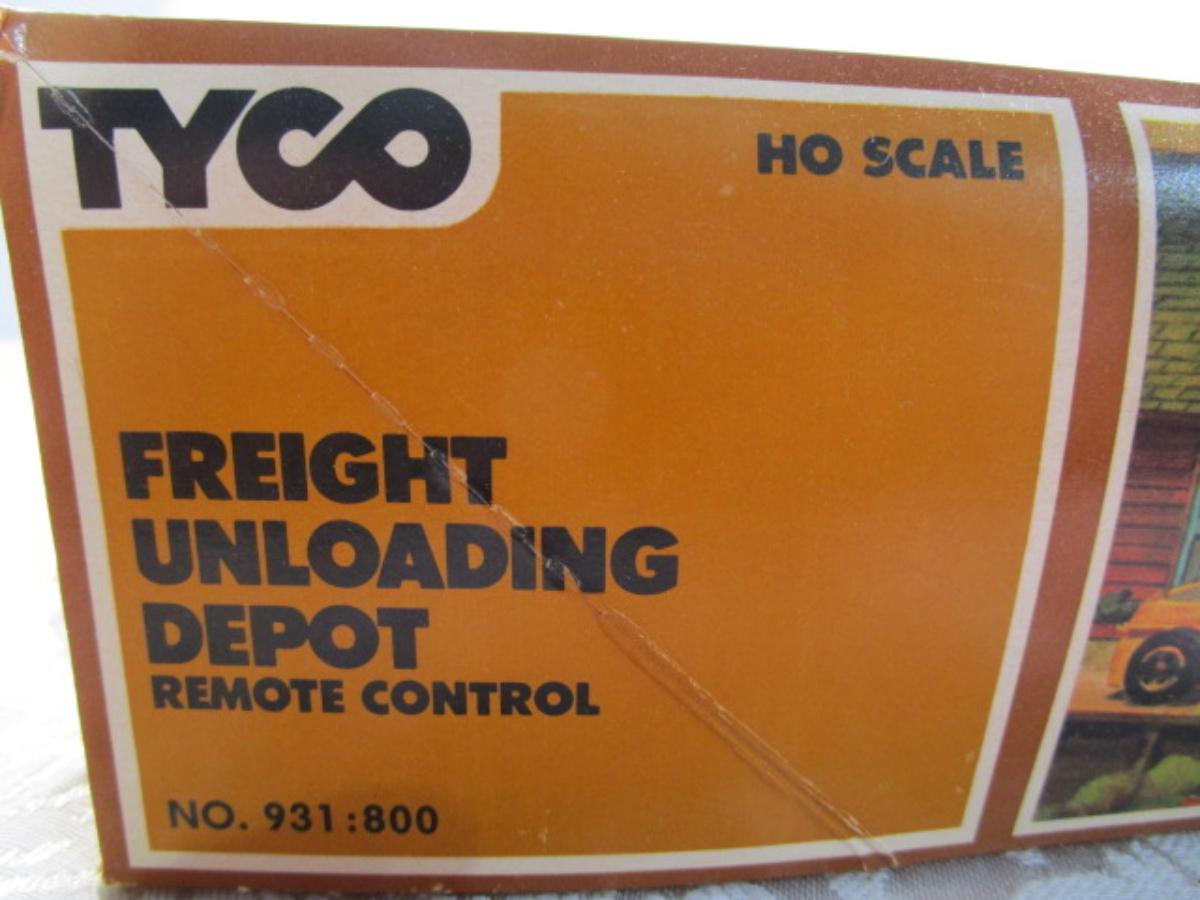 TYCO
HO SCALE
FREIGHT
UNLOADING
DEPOT
REMOTE CONTROL
NO. 931:800